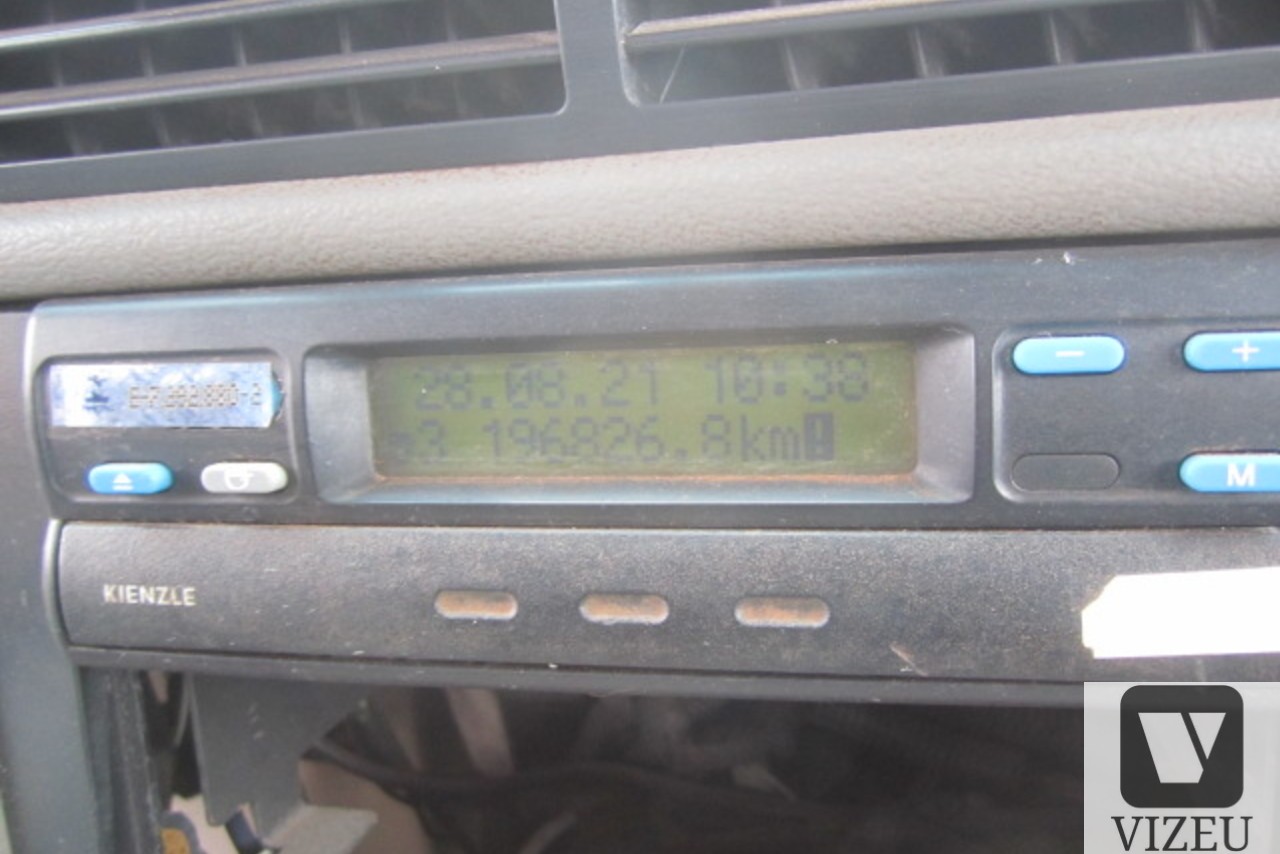 28.08.21 10:38
3 196826.8km
− +
M
KIENZLE
VIZEU